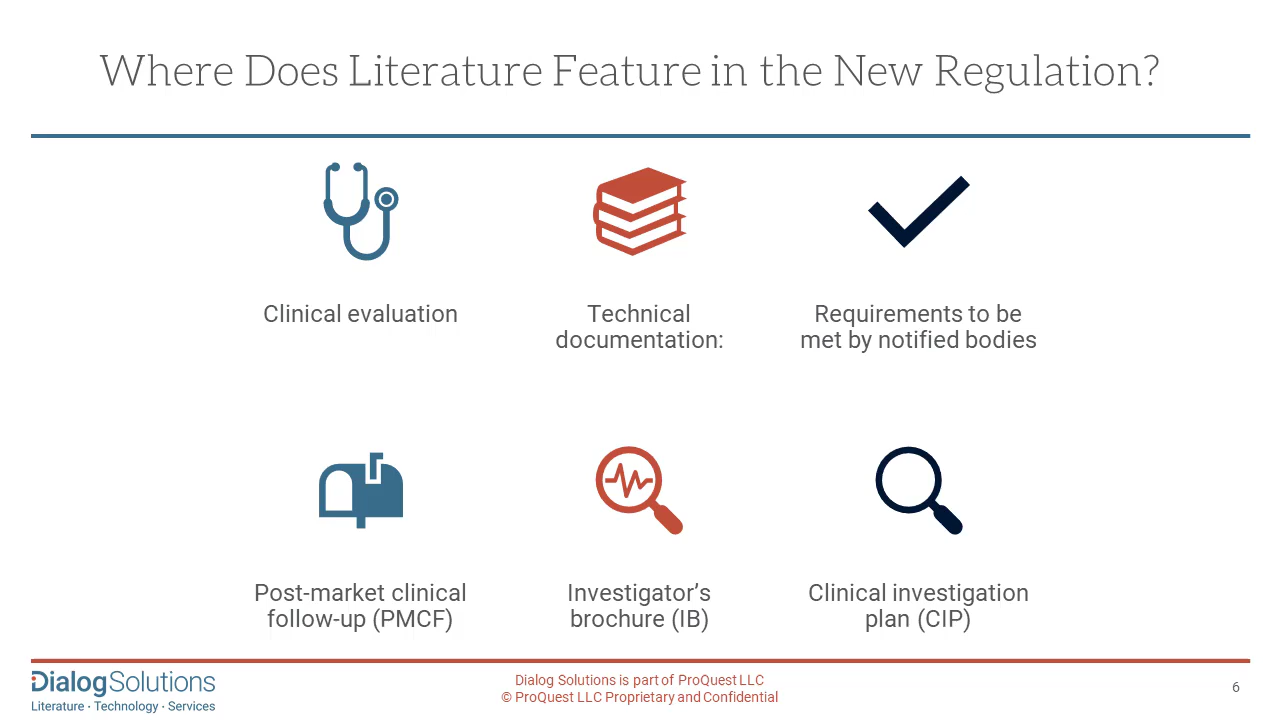 Where Does Literature Feature in the New Regulation?
Clinical evaluation
Technical
documentation:
Requirements to be
met by notified bodies
Post-market clinical
follow-up (PMCF)
Investigator's
brochure (IB)
Clinical investigation
plan (CIP)
DialogSolutions
Literature · Technology · Services
Dialog Solutions is part of ProQuest LLC
© ProQuest LLC Proprietary and Confidential
6